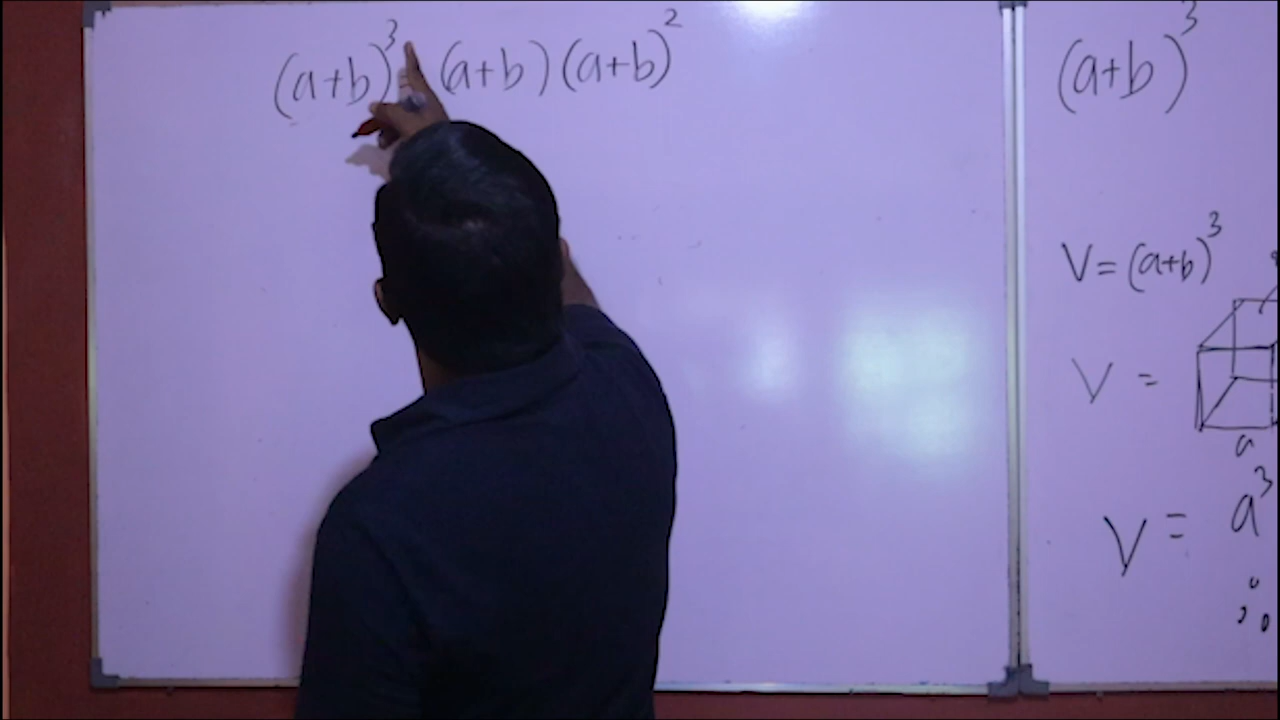 (a+b)³ = (a+b)(a+b)²
(a+b)³
V = (a+b)³
V =
a
V = a³